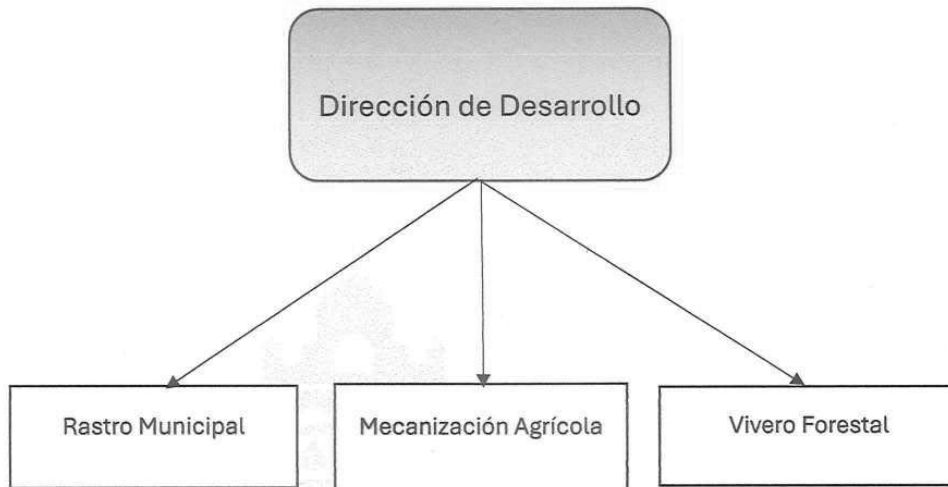 Dirección de Desarrollo
Rastro Municipal
Mecanización Agrícola
Vivero Forestal